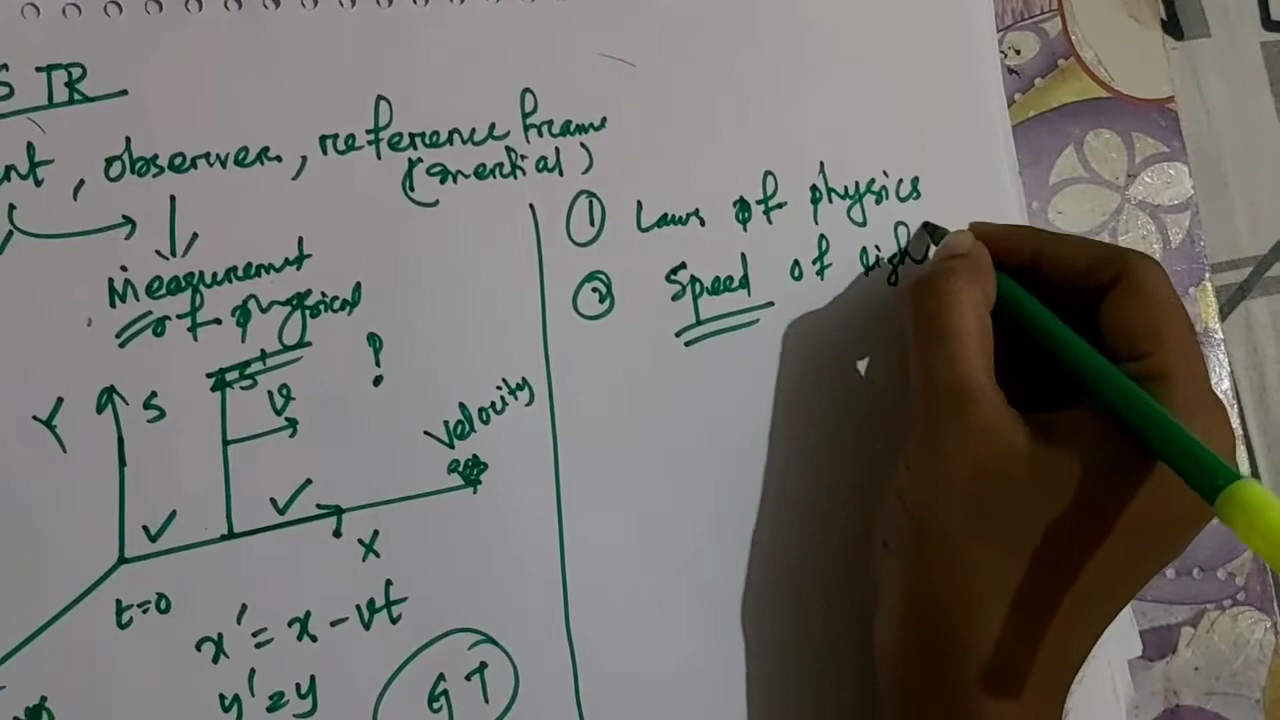 STR
nt, observer, reference frame
(inertial)
Measurement
of physical
Y
S
S'
v
!
Velocity
X
t=0
x' = x - vt
y' = y
GT
① Laws of physics
② Speed of ligh